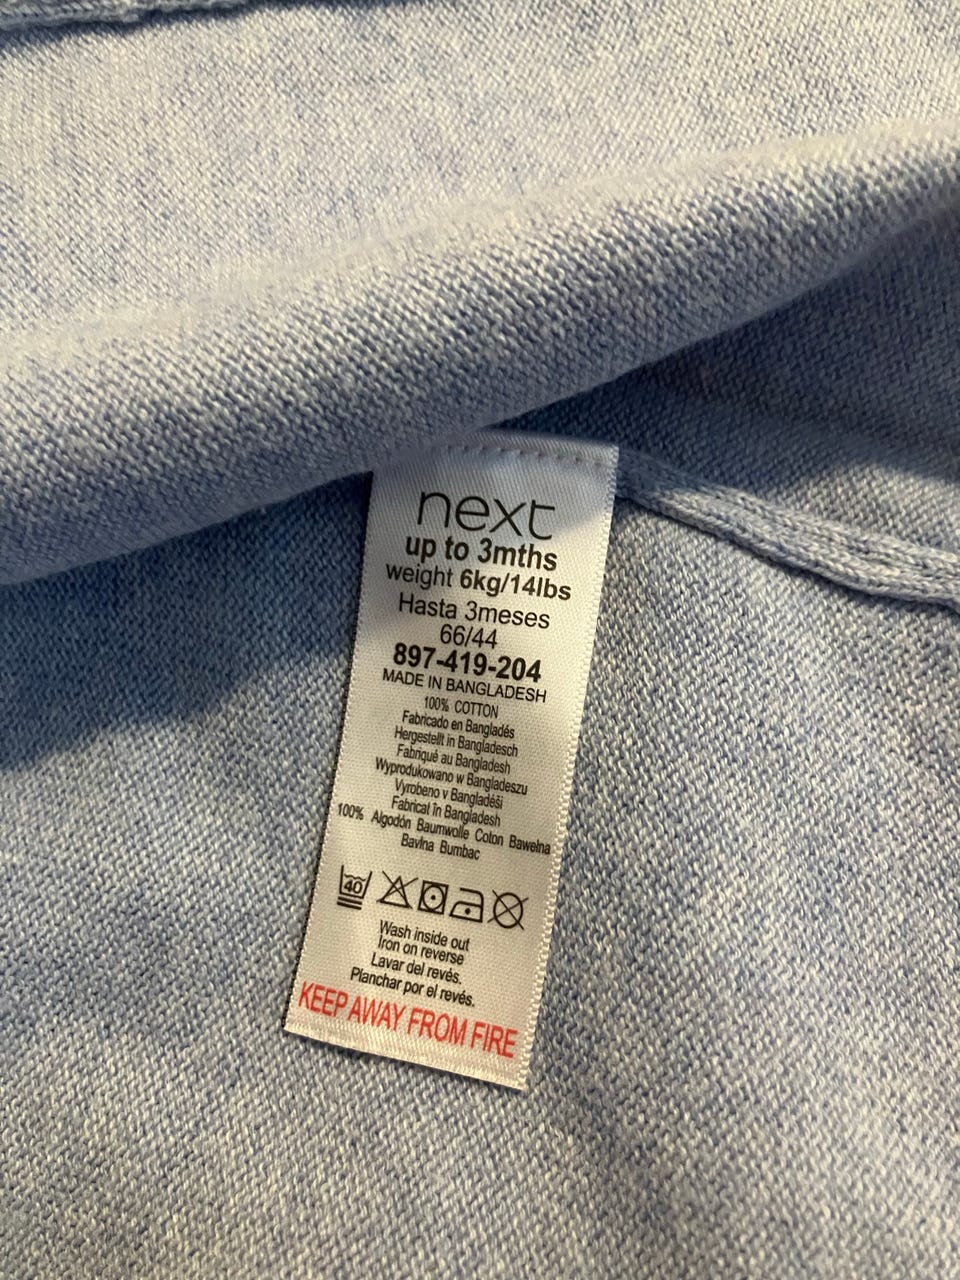 next
up to 3mths
weight 6kg/14lbs
Hasta 3meses
66/44
897-419-204
MADE IN BANGLADESH
100% COTTON
Fabricado en Bangladés
Hergestellt in Bangladesch
Fabriqué au Bangladesh
Wyprodukowano w Bangladeszu
Vyrobeno v Bangladéši
Fabricat în Bangladesh
100% Algodón Baumwolle Coton Bawełna
Bavlna Bumbac
40
Wash inside out
Iron on reverse
Lavar del revés.
Planchar por el revés.
KEEP AWAY FROM FIRE